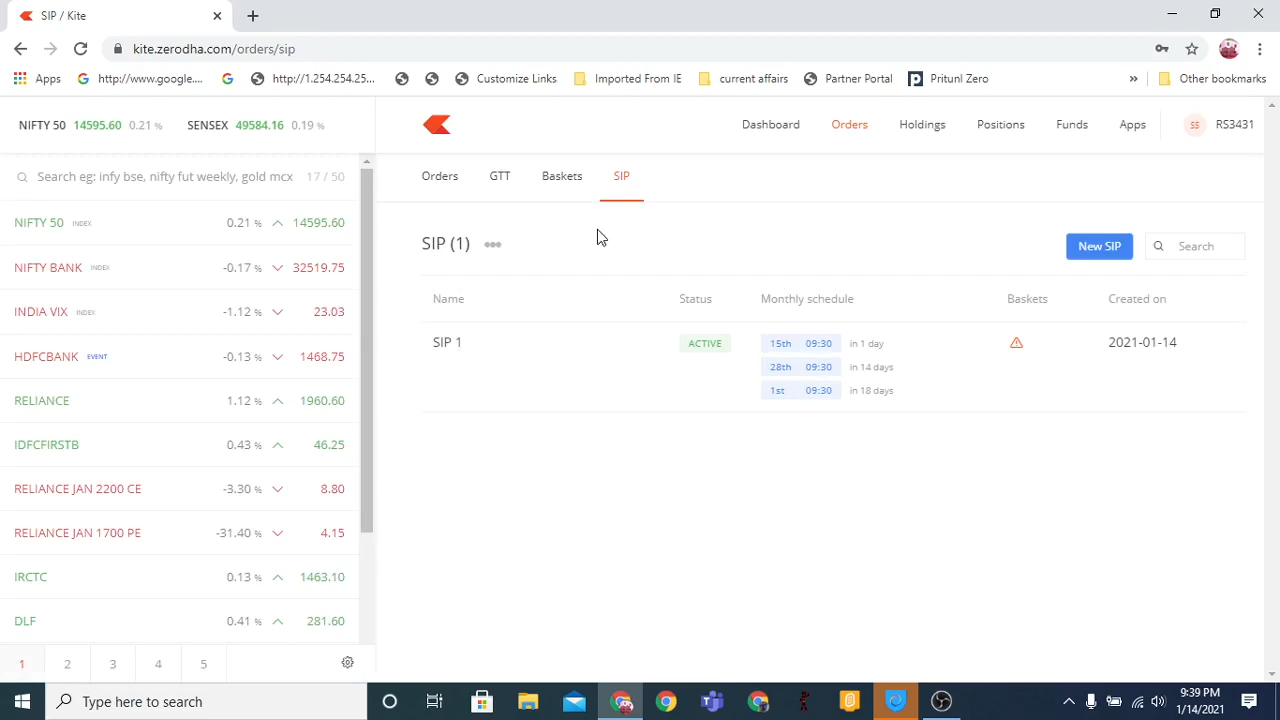 SIP / Kite
kite.zerodha.com/orders/sip
Apps http://www.google.... http://1.254.254.25... Customize Links Imported From IE current affairs Partner Portal Pritunl Zero » Other bookmarks
NIFTY 50 14595.60 0.21 % SENSEX 49584.16 0.19 %
Dashboard Orders Holdings Positions Funds Apps SS RS3431
Search eg: infy bse, nifty fut weekly, gold mcx 17 / 50
Orders GTT Baskets SIP
NIFTY 50 INDEX 0.21 % 14595.60
SIP (1) New SIP Search
NIFTY BANK INDEX -0.17 % 32519.75
Name Status Monthly schedule Baskets Created on
INDIA VIX INDEX -1.12 % 23.03
SIP 1 ACTIVE 15th 09:30 in 1 day 2021-01-14
28th 09:30 in 14 days
1st 09:30 in 18 days
HDFCBANK EVENT -0.13 % 1468.75
RELIANCE 1.12 % 1960.60
IDFCFIRSTB 0.43 % 46.25
RELIANCE JAN 2200 CE -3.30 % 8.80
RELIANCE JAN 1700 PE -31.40 % 4.15
IRCTC 0.13 % 1463.10
DLF 0.41 % 281.60
1 2 3 4 5
Type here to search
9:39 PM
1/14/2021